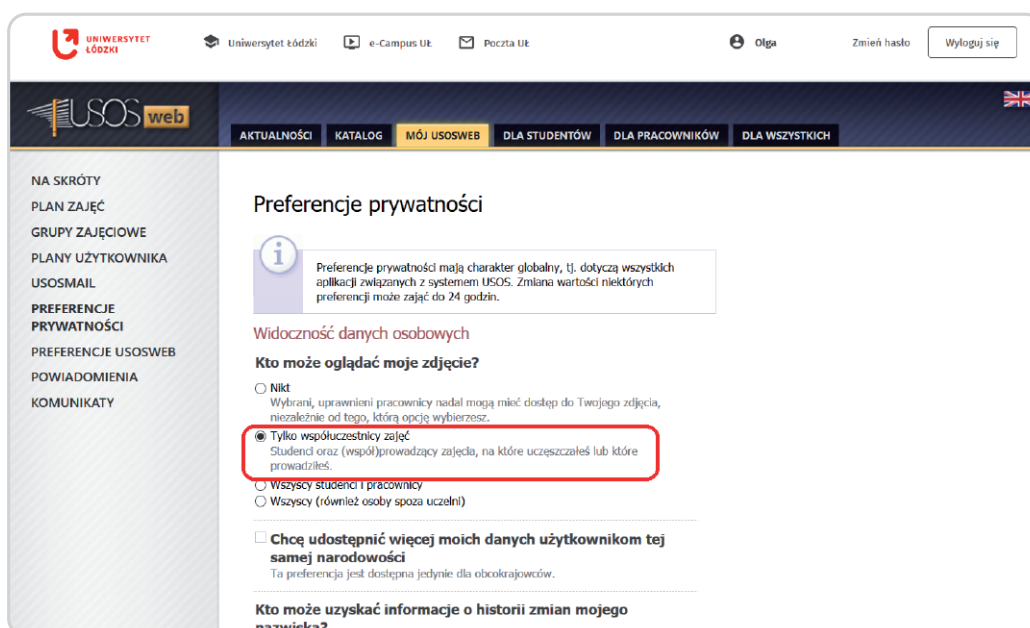 UNIWERSYTET
ŁÓDZKI
Uniwersytet Łódzki
e-Campus UŁ
Poczta UŁ
Olga
Zmień hasło
Wyloguj się
USOS web
AKTUALNOŚCI
KATALOG
MÓJ USOSWEB
DLA STUDENTÓW
DLA PRACOWNIKÓW
DLA WSZYSTKICH
NA SKRÓTY
PLAN ZAJĘĆ
GRUPY ZAJĘCIOWE
PLANY UŻYTKOWNIKA
USOSMAIL
PREFERENCJE
PRYWATNOŚCI
PREFERENCJE USOSWEB
POWIADOMIENIA
KOMUNIKATY
Preferencje prywatności
i
Preferencje prywatności mają charakter globalny, tj. dotyczą wszystkich
aplikacji związanych z systemem USOS. Zmiana wartości niektórych
preferencji może zająć do 24 godzin.
Widoczność danych osobowych
Kto może oglądać moje zdjęcie?
Nikt
Wybrani, uprawnieni pracownicy nadal mogą mieć dostęp do Twojego zdjęcia,
niezależnie od tego, którą opcję wybierzesz.
Tylko współuczestnicy zajęć
Studenci oraz (współ)prowadzący zajęcia, na które uczęszczałeś lub które
prowadziłeś.
Wszyscy studenci i pracownicy
Wszyscy (również osoby spoza uczelni)
Chcę udostępnić więcej moich danych użytkownikom tej
samej narodowości
Ta preferencja jest dostępna jedynie dla obcokrajowców.
Kto może uzyskać informacje o historii zmian mojego
nazwiska?